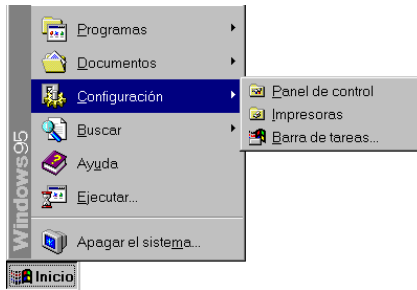 Programas
Documentos
Configuración
Buscar
Ayuda
Ejecutar...
Apagar el sistema...
Panel de control
Impresoras
Barra de tareas...
Windows95
Inicio